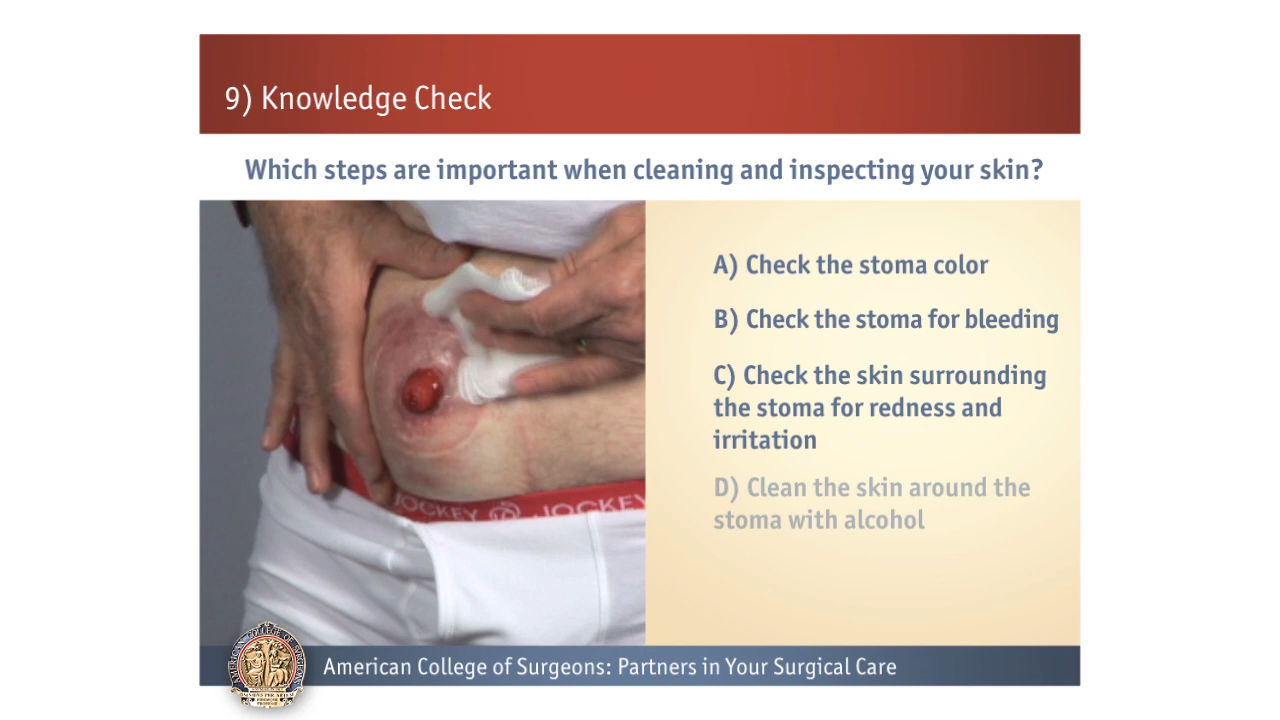 9) Knowledge Check
Which steps are important when cleaning and inspecting your skin?
A) Check the stoma color
B) Check the stoma for bleeding
C) Check the skin surrounding
the stoma for redness and
irritation
D) Clean the skin around the
stoma with alcohol
JOCKEY JOCKEY
American College of Surgeons: Partners in Your Surgical Care